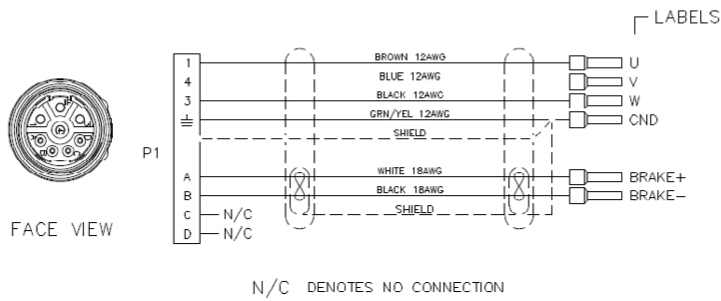 LABELS
1 BROWN 12AWG U
4 BLUE 12AWG V
3 BLACK 12AWG W
GRN/YEL 12AWG GND
SHIELD
P1
A WHITE 18AWG BRAKE+
B BLACK 18AWG BRAKE-
C N/C SHIELD
D N/C
FACE VIEW
N/C DENOTES NO CONNECTION